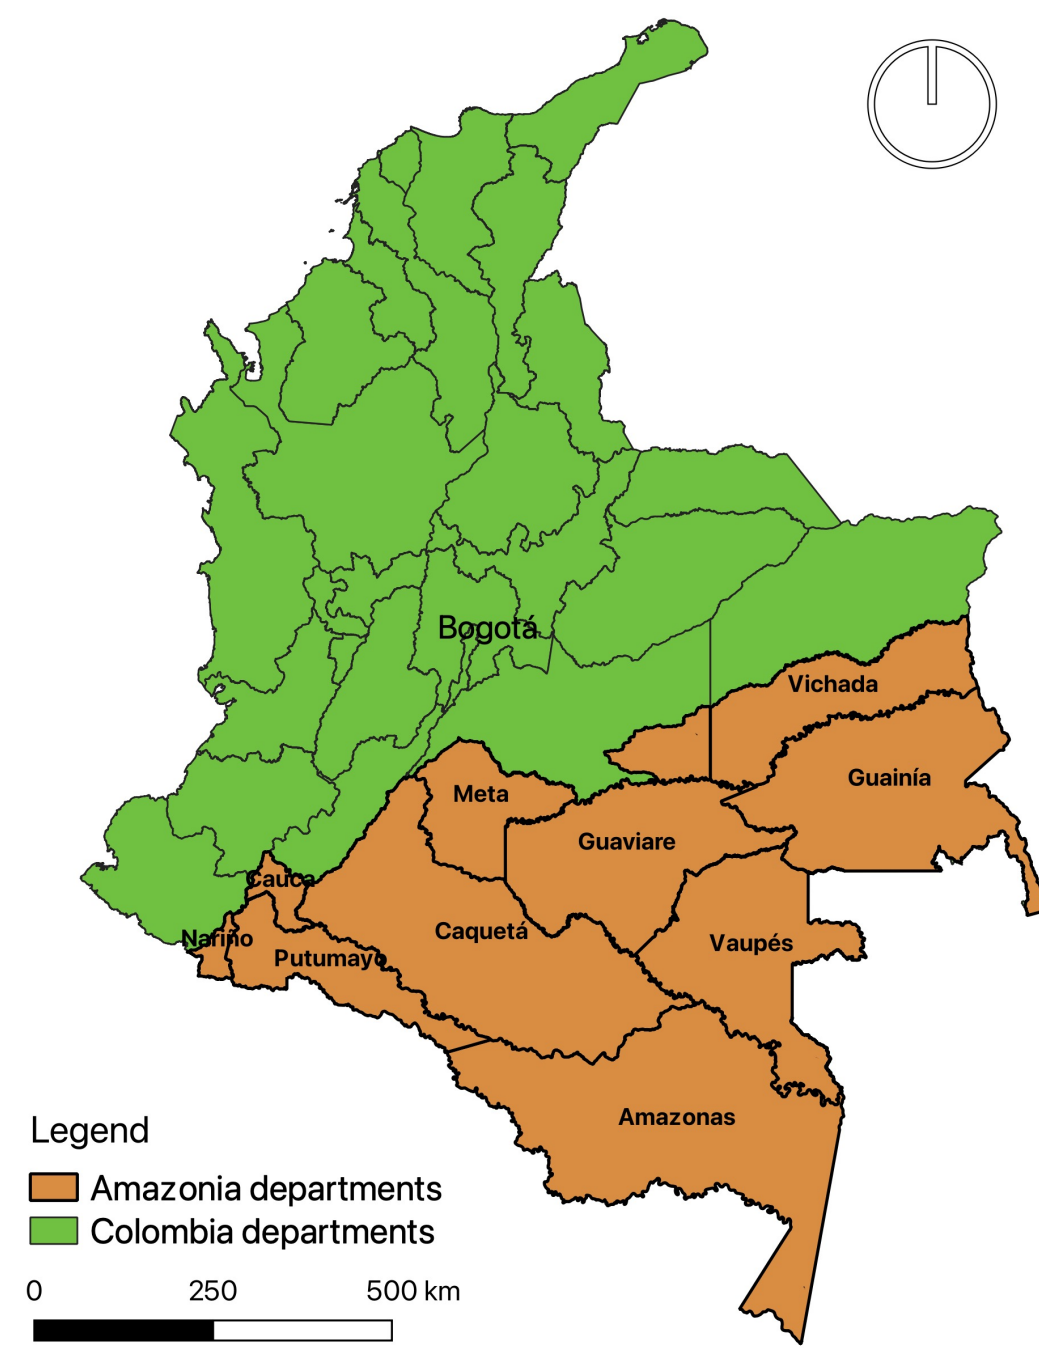 Bogotá
Vichada
Guainía
Meta
Guaviare
Cauca
Caquetá
Nariño
Vaupés
Putumayo
Amazonas
Legend
Amazonia departments
Colombia departments
0 250 500 km